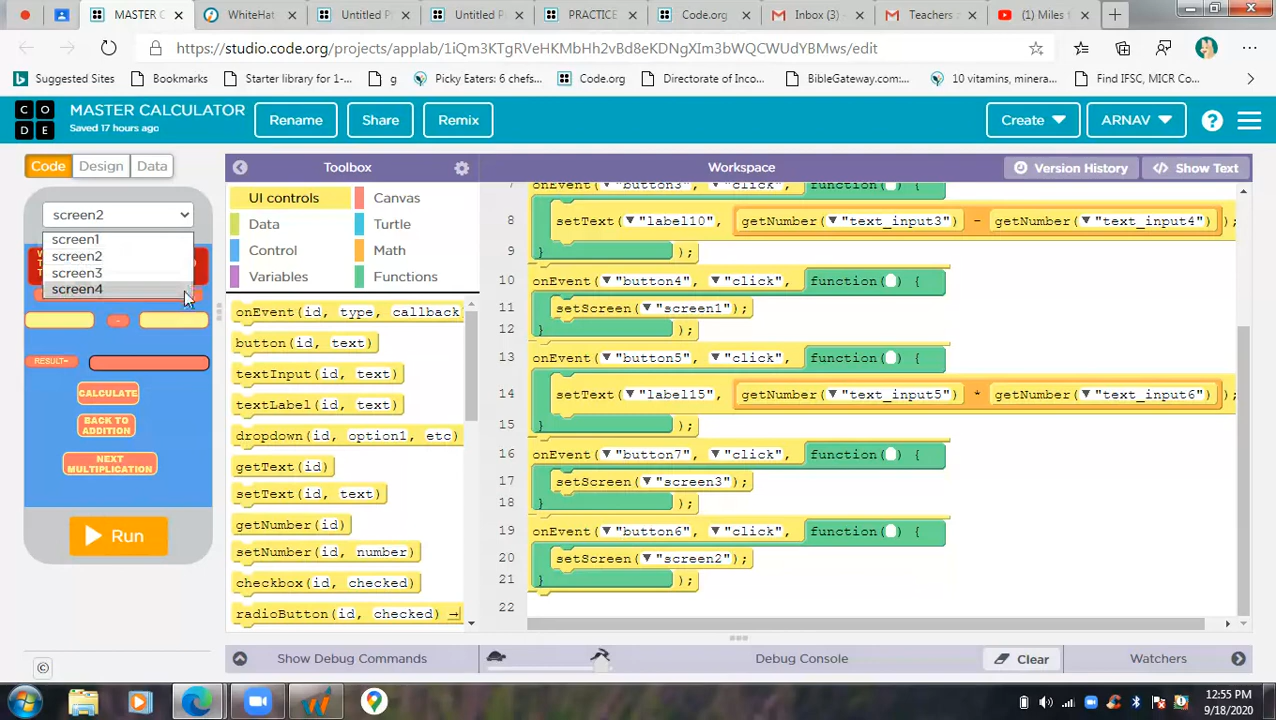 MASTER C
WhiteHat
Untitled P
Untitled P
PRACTICE
Code.org
Inbox (3)
Teachers a
(1) Miles f
https://studio.code.org/projects/applab/1iQm3KTgRVeHKMbHh2vBd8eKDNgXIm3bWQCWUdYBMws/edit
Suggested Sites
Bookmarks
Starter library for 1-...
g
Picky Eaters: 6 chefs...
Code.org
Directorate of Inco...
BibleGateway.com:...
10 vitamins, minera...
Find IFSC, MICR Co...
CO
DE
MASTER CALCULATOR
Saved 17 hours ago
Rename
Share
Remix
Create
ARNAV
Code
Design
Data
Toolbox
Workspace
Version History
Show Text
screen2
screen1
screen2
screen3
screen4
-
RESULT=
CALCULATE
BACK TO
ADDITION
NEXT
MULTIPLICATION
Run
UI controls
Canvas
Data
Turtle
Control
Math
Variables
Functions
onEvent(id, type, callback
button(id, text)
textInput(id, text)
textLabel(id, text)
dropdown(id, option1, etc)
getText(id)
setText(id, text)
getNumber(id)
setNumber(id, number)
checkbox(id, checked)
radioButton(id, checked)
7 onEvent("button3", "click", function() {
8 setText("label10", getNumber("text_input3") - getNumber("text_input4"));
9 });
10 onEvent("button4", "click", function() {
11 setScreen("screen1");
12 });
13 onEvent("button5", "click", function() {
14 setText("label15", getNumber("text_input5") * getNumber("text_input6"));
15 });
16 onEvent("button7", "click", function() {
17 setScreen("screen3");
18 });
19 onEvent("button6", "click", function() {
20 setScreen("screen2");
21 });
22
Show Debug Commands
Debug Console
Clear
Watchers
12:55 PM
9/18/2020